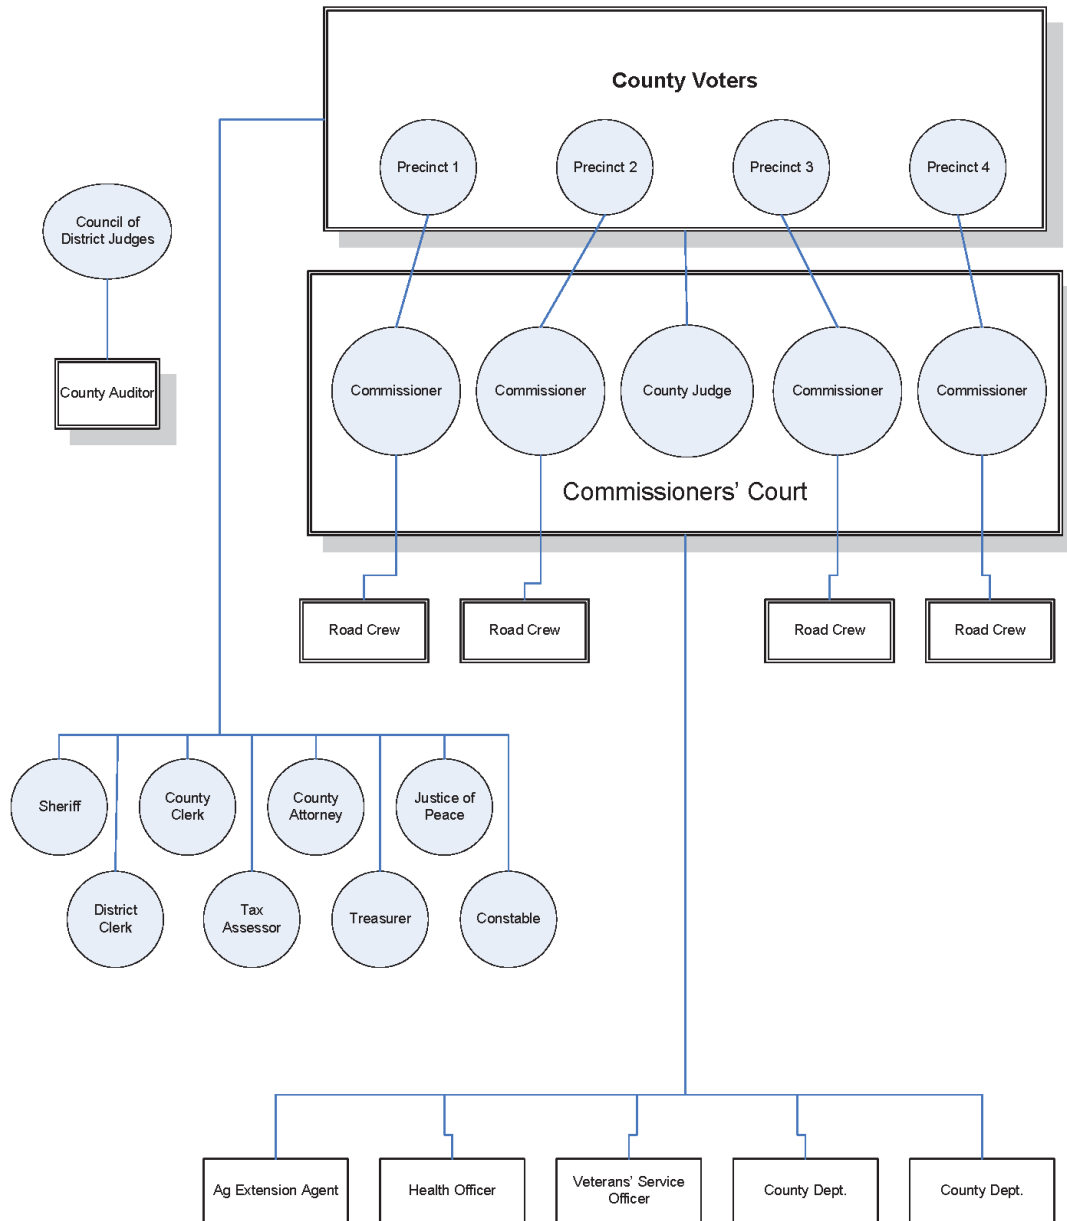 County Voters
Precinct 1
Precinct 2
Precinct 3
Precinct 4
Council of
District Judges
County Auditor
Commissioner
Commissioner
County Judge
Commissioner
Commissioner
Commissioners’ Court
Road Crew
Road Crew
Road Crew
Road Crew
Sheriff
County
Clerk
County
Attorney
Justice of
Peace
District
Clerk
Tax
Assessor
Treasurer
Constable
Ag Extension Agent
Health Officer
Veterans’ Service
Officer
County Dept.
County Dept.